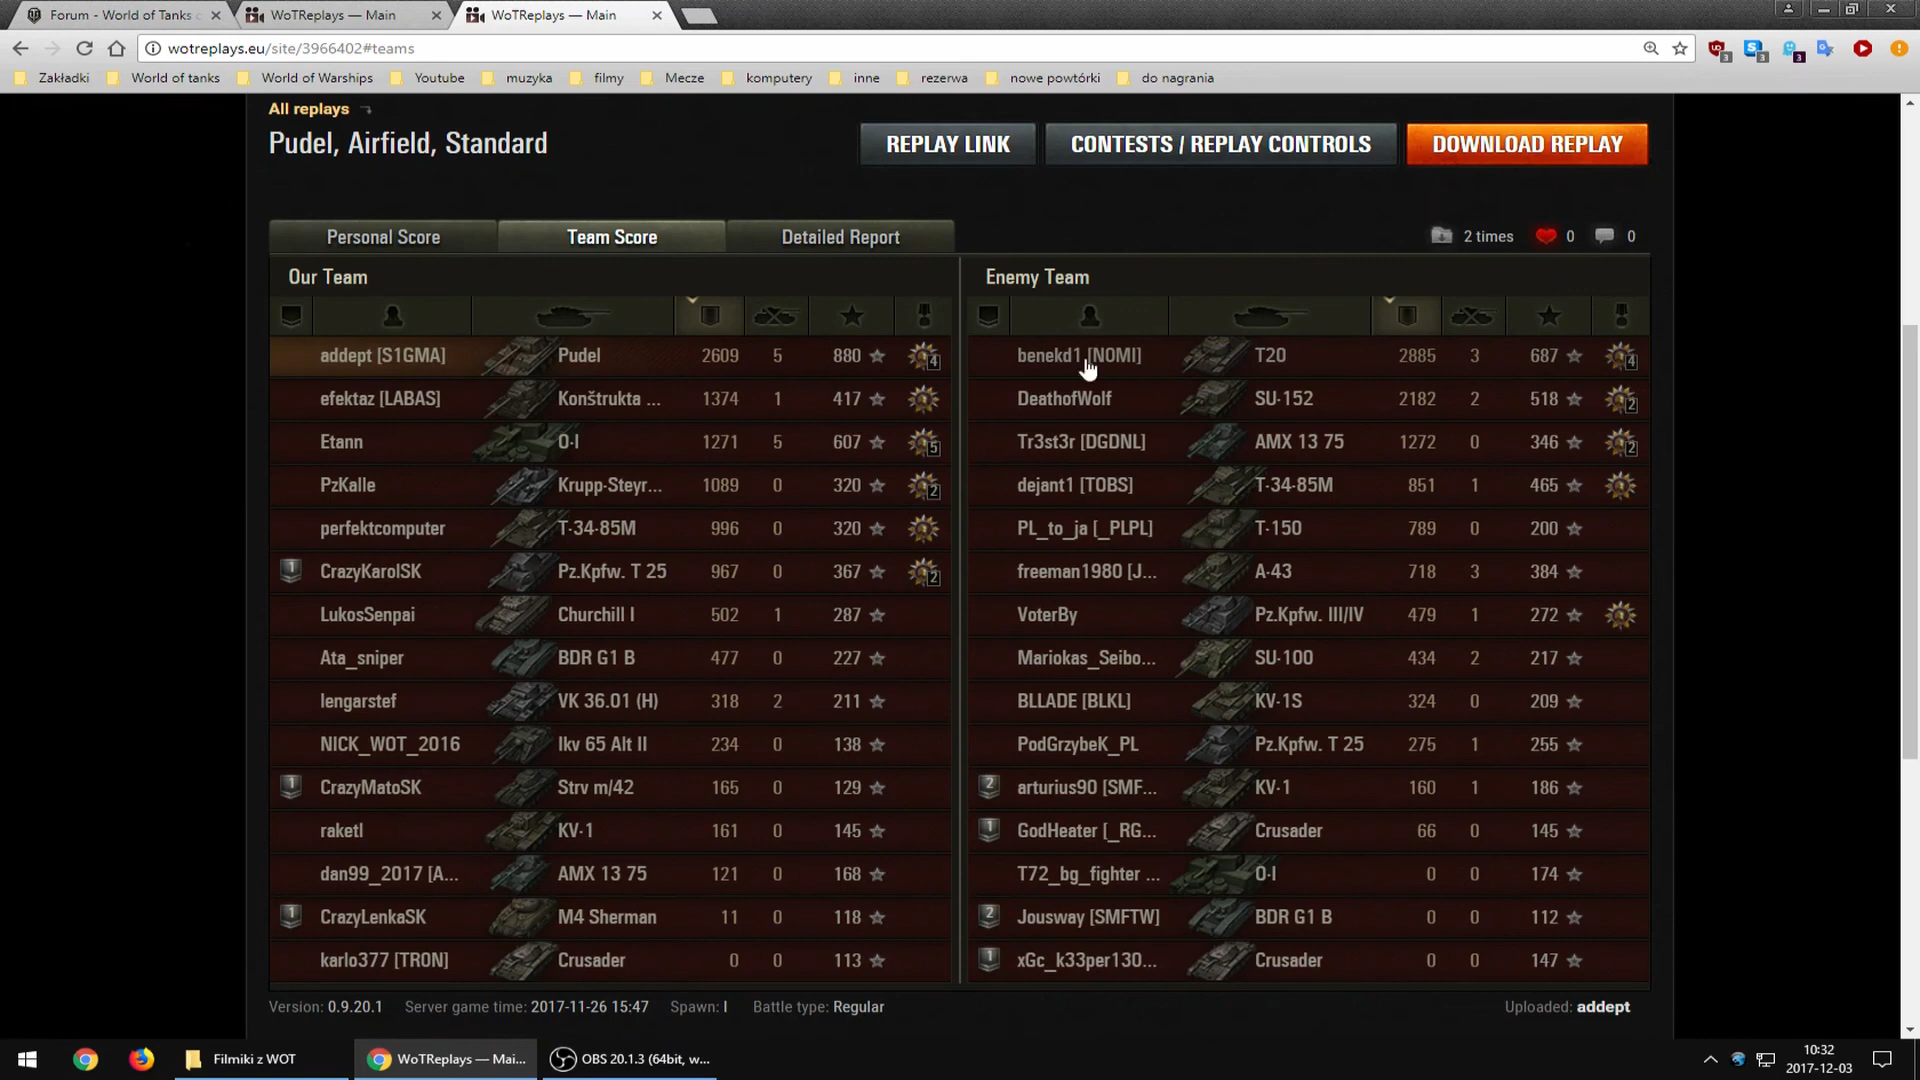 Forum - World of Tanks
WoTReplays — Main
WoTReplays — Main
wotreplays.eu/site/3966402#teams
Zakładki
World of tanks
World of Warships
Youtube
muzyka
filmy
Mecze
komputery
inne
rezerwa
nowe powtórki
do nagrania
All replays
Pudel, Airfield, Standard
REPLAY LINK
CONTESTS / REPLAY CONTROLS
DOWNLOAD REPLAY
Personal Score
Team Score
Detailed Report
2 times 0 0
Our Team
addept [S1GMA] Pudel 2609 5 880 4
efektaz [LABAS] Konštrukta ... 1374 1 417
Etann O-I 1271 5 607 5
PzKalle Krupp-Steyr... 1089 0 320 2
perfektcomputer T-34-85M 996 0 320
1 CrazyKarolSK Pz.Kpfw. T 25 967 0 367 2
LukosSenpai Churchill I 502 1 287
Ata_sniper BDR G1 B 477 0 227
lengarstef VK 36.01 (H) 318 2 211
NICK_WOT_2016 Ikv 65 Alt II 234 0 138
1 CrazyMatoSK Strv m/42 165 0 129
raketl KV-1 161 0 145
dan99_2017 [A... AMX 13 75 121 0 168
1 CrazyLenkaSK M4 Sherman 11 0 118
karlo377 [TRON] Crusader 0 0 113
Enemy Team
benekd1 [NOMI] T20 2885 3 687 4
DeathofWolf SU-152 2182 2 518 2
Tr3st3r [DGDNL] AMX 13 75 1272 0 346 2
dejant1 [TOBS] T-34-85M 851 1 465
PL_to_ja [_PLPL] T-150 789 0 200
freeman1980 [J... A-43 718 3 384
VoterBy Pz.Kpfw. III/IV 479 1 272
Mariokas_Seibo... SU-100 434 2 217
BLLADE [BLKL] KV-1S 324 0 209
PodGrzybeK_PL Pz.Kpfw. T 25 275 1 255
2 arturius90 [SMF... KV-1 160 1 186
1 GodHeater [_RG... Crusader 66 0 145
T72_bg_fighter ... O-I 0 0 174
2 Jousway [SMFTW] BDR G1 B 0 0 112
1 xGc_k33per130... Crusader 0 0 147
Version: 0.9.20.1 Server game time: 2017-11-26 15:47 Spawn: I Battle type: Regular
Uploaded: addept
Filmiki z WOT
WoTReplays — Mai...
OBS 20.1.3 (64bit, w...
10:32
2017-12-03